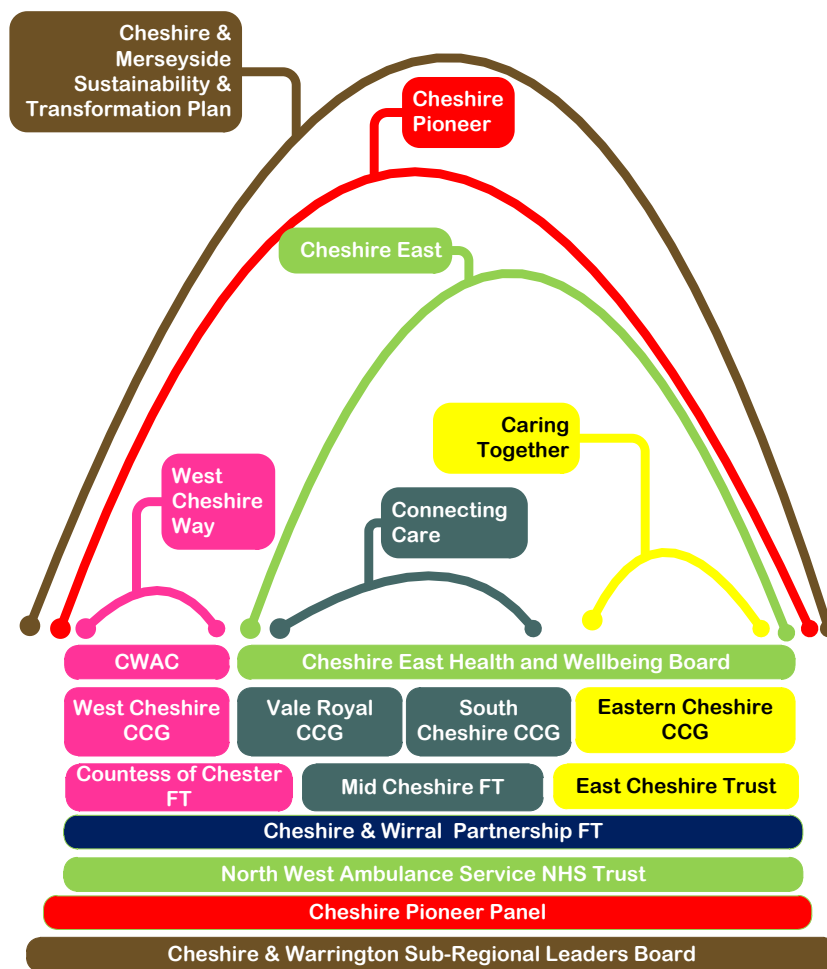 Cheshire &
Merseyside
Sustainability &
Transformation Plan
Cheshire
Pioneer
Cheshire East
Caring
Together
West
Cheshire
Way
Connecting
Care
CWAC
Cheshire East Health and Wellbeing Board
West Cheshire
CCG
Vale Royal
CCG
South
Cheshire CCG
Eastern Cheshire
CCG
Countess of Chester
FT
Mid Cheshire FT
East Cheshire Trust
Cheshire & Wirral Partnership FT
North West Ambulance Service NHS Trust
Cheshire Pioneer Panel
Cheshire & Warrington Sub-Regional Leaders Board